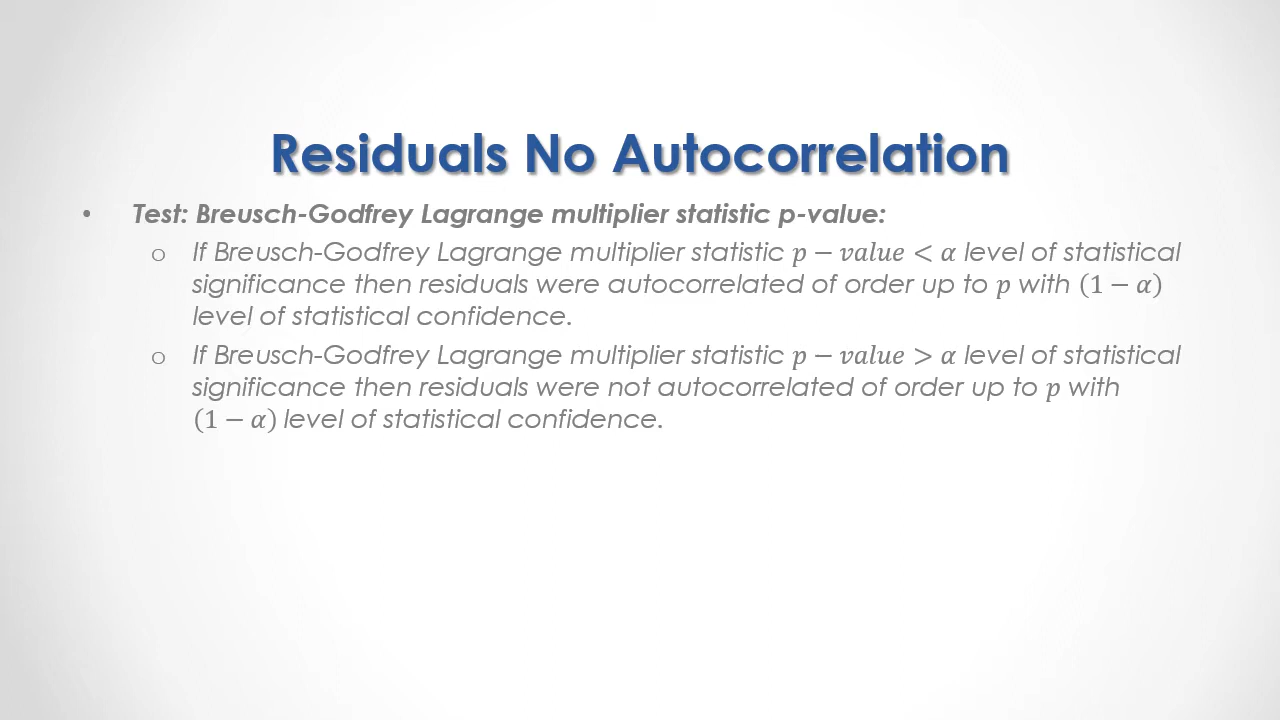 Residuals No Autocorrelation
• Test: Breusch-Godfrey Lagrange multiplier statistic p-value:
o If Breusch-Godfrey Lagrange multiplier statistic 𝑝 − 𝑣𝑎𝑙𝑢𝑒 < 𝛼 level of statistical
significance then residuals were autocorrelated of order up to 𝑝 with (1 − 𝛼)
level of statistical confidence.
o If Breusch-Godfrey Lagrange multiplier statistic 𝑝 − 𝑣𝑎𝑙𝑢𝑒 > 𝛼 level of statistical
significance then residuals were not autocorrelated of order up to 𝑝 with
(1 − 𝛼) level of statistical confidence.